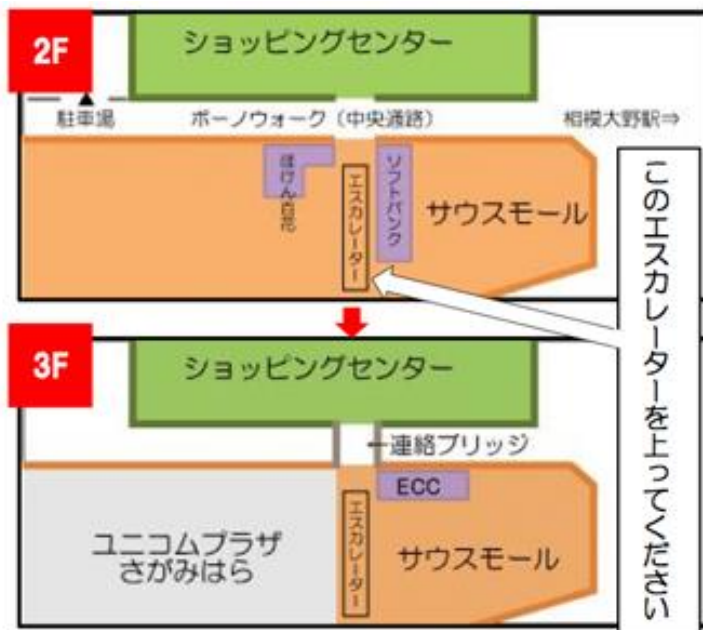 2F
ショッピングセンター
駐車場
ボーノウォーク（中央通路）
相模大野駅⇒
ほけん百花
エスカレーター
ソフトバンク
サウスモール
このエスカレーターを上ってください
3F
ショッピングセンター
連絡ブリッジ
ECC
ユニコムプラザ
さがみはら
エスカレーター
サウスモール